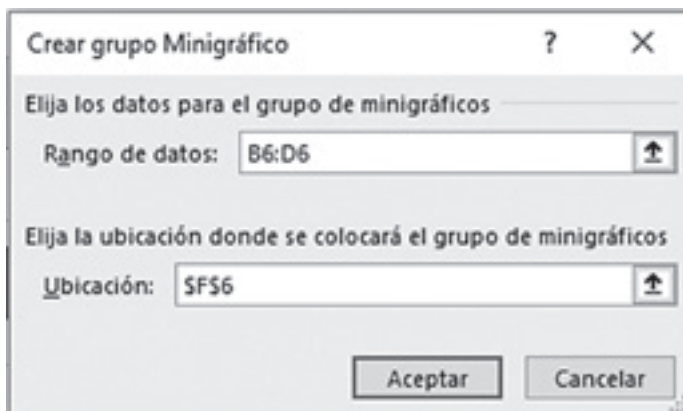 Crear grupo Minigráfico ? X
Elija los datos para el grupo de minigráficos
Rango de datos: B6:D6
Elija la ubicación donde se colocará el grupo de minigráficos
Ubicación: $F$6
Aceptar Cancelar